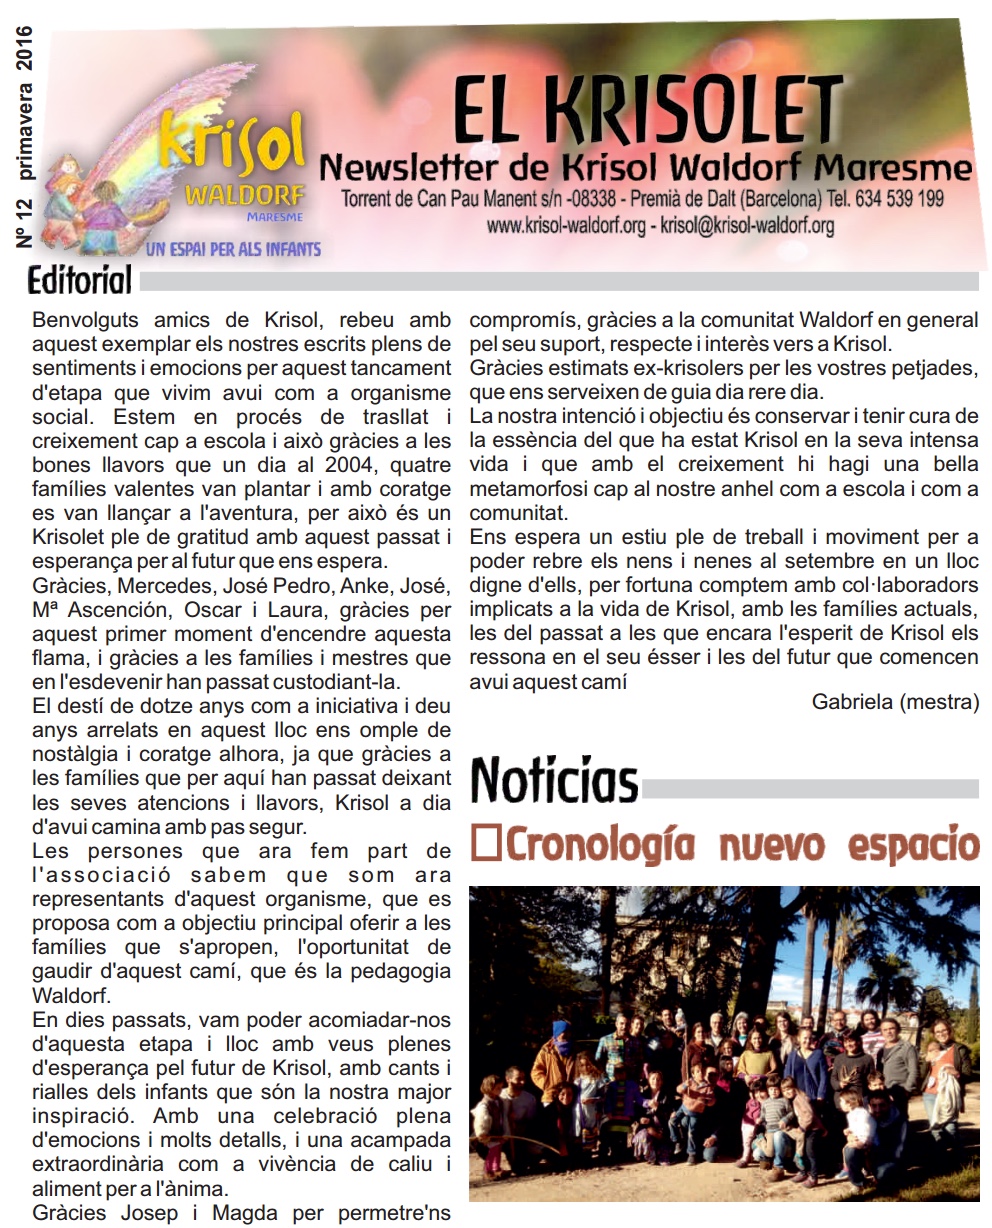 Nº 12 primavera 2016
krisol
WALDORF
MARESME
UN ESPAI PER ALS INFANTS
EL KRISOLET
Newsletter de Krisol Waldorf Maresme
Torrent de Can Pau Manent s/n -08338 - Premià de Dalt (Barcelona) Tel. 634 539 199
www.krisol-waldorf.org - krisol@krisol-waldorf.org
Editorial
Benvolguts amics de Krisol, rebeu amb
aquest exemplar els nostres escrits plens de
sentiments i emocions per aquest tancament
d'etapa que vivim avui com a organisme
social. Estem en procés de trasllat i
creixement cap a escola i això gràcies a les
bones llavors que un dia al 2004, quatre
famílies valentes van plantar i amb coratge
es van llançar a l'aventura, per això és un
Krisolet ple de gratitud amb aquest passat i
esperança per al futur que ens espera.
Gràcies, Mercedes, José Pedro, Anke, José,
Mª Ascención, Oscar i Laura, gràcies per
aquest primer moment d'encendre aquesta
flama, i gràcies a les famílies i mestres que
en l'esdevenir han passat custodiant-la.
El destí de dotze anys com a iniciativa i deu
anys arrelats en aquest lloc ens omple de
nostàlgia i coratge alhora, ja que gràcies a
les famílies que per aquí han passat deixant
les seves atencions i llavors, Krisol a dia
d'avui camina amb pas segur.
Les persones que ara fem part de
l'associació sabem que som ara
representants d'aquest organisme, que es
proposa com a objectiu principal oferir a les
famílies que s'apropen, l'oportunitat de
gaudir d'aquest camí, que és la pedagogia
Waldorf.
En dies passats, vam poder acomiadar-nos
d'aquesta etapa i lloc amb veus plenes
d'esperança pel futur de Krisol, amb cants i
rialles dels infants que són la nostra major
inspiració. Amb una celebració plena
d'emocions i molts detalls, i una acampada
extraordinària com a vivència de caliu i
aliment per a l'ànima.
Gràcies Josep i Magda per permetre'ns
compromís, gràcies a la comunitat Waldorf en general
pel seu suport, respecte i interès vers a Krisol.
Gràcies estimats ex-krisolers per les vostres petjades,
que ens serveixen de guia dia rere dia.
La nostra intenció i objectiu és conservar i tenir cura de
la essència del que ha estat Krisol en la seva intensa
vida i que amb el creixement hi hagi una bella
metamorfosi cap al nostre anhel com a escola i com a
comunitat.
Ens espera un estiu ple de treball i moviment per a
poder rebre els nens i nenes al setembre en un lloc
digne d'ells, per fortuna comptem amb col·laboradors
implicats a la vida de Krisol, amb les famílies actuals,
les del passat a les que encara l'esperit de Krisol els
ressona en el seu ésser i les del futur que comencen
avui aquest camí
Gabriela (mestra)
Noticias
Cronología nuevo espacio